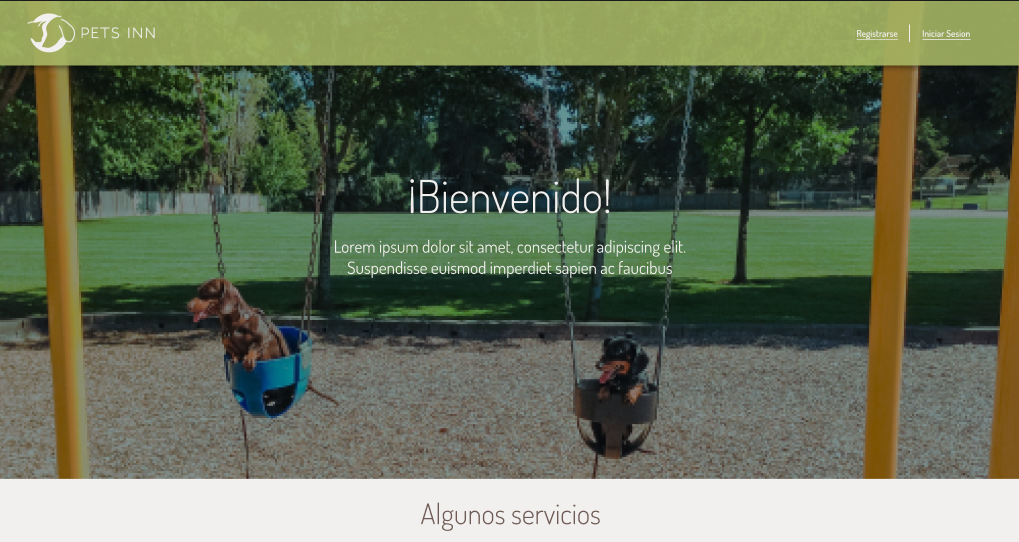 PETS INN
Registrarse
Iniciar Sesion
¡Bienvenido!
Lorem ipsum dolor sit amet, consectetur adipiscing elit.
Suspendisse euismod imperdiet sapien ac faucibus
Algunos servicios